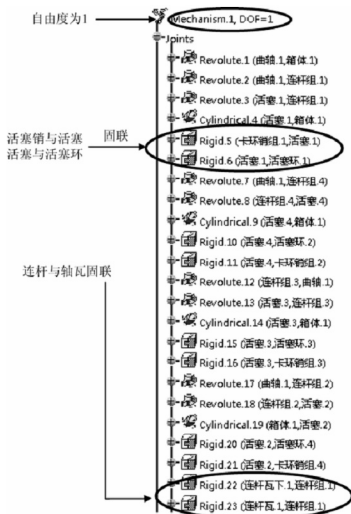 自由度为1
Mechanism.1, DOF=1
Joints
Revolute.1 (曲轴.1,箱体.1)
Revolute.2 (曲轴.1,连杆组.1)
Revolute.3 (活塞.1,连杆组.1)
Cylindrical.4 (活塞.1,箱体.1)
活塞销与活塞 固联
活塞与活塞环
Rigid.5 (卡环销组.1,活塞.1)
Rigid.6 (活塞.1,活塞环.1)
Revolute.7 (曲轴.1,连杆组.4)
Revolute.8 (连杆组.4,活塞.4)
Cylindrical.9 (活塞.4,箱体.1)
Rigid.10 (活塞.4,活塞环.2)
Rigid.11 (活塞.4,卡环销组.2)
连杆与轴瓦固联
Revolute.12 (连杆组.3,曲轴.1)
Revolute.13 (活塞.3,连杆组.3)
Cylindrical.14 (活塞.3,箱体.1)
Rigid.15 (活塞.3,活塞环.3)
Rigid.16 (活塞.3,卡环销组.3)
Revolute.17 (曲轴.1,连杆组.2)
Revolute.18 (连杆组.2,活塞.2)
Cylindrical.19 (箱体.1,活塞.2)
Rigid.20 (活塞.2,活塞环.4)
Rigid.21 (活塞.2,卡环销组.4)
Rigid.22 (连杆瓦下.1,连杆组.1)
Rigid.23 (连杆瓦.1,连杆组.1)